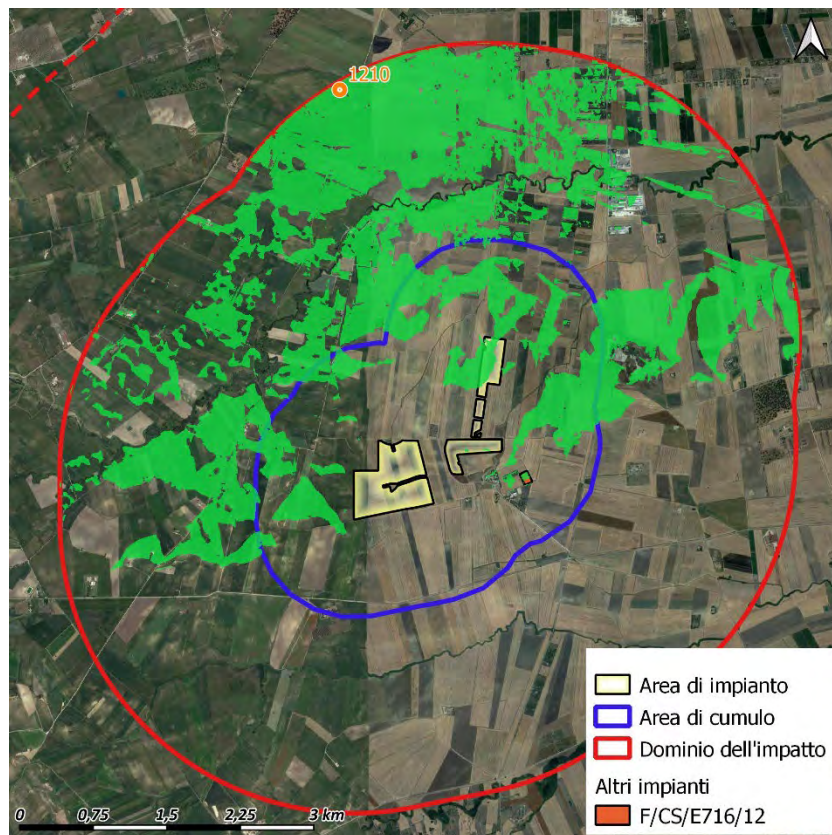 1210
Area di impianto
Area di cumulo
Dominio dell'impatto
Altri impianti
F/CS/E716/12
0 0,75 1,5 2,25 3 km